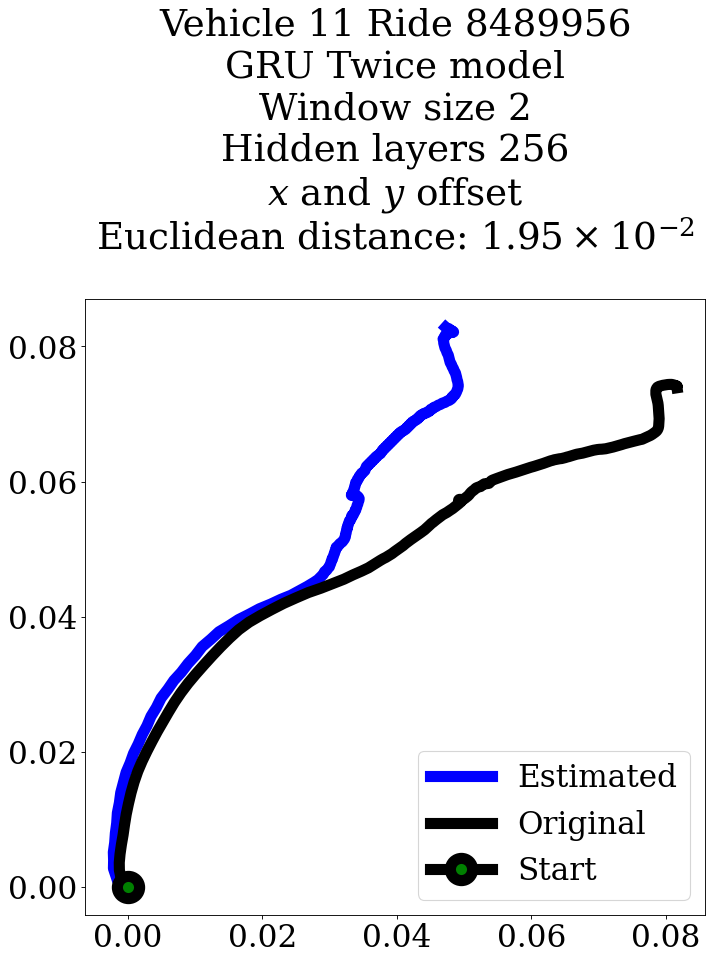 Vehicle 11 Ride 8489956
GRU Twice model
Window size 2
Hidden layers 256
x and y offset
Euclidean distance: 1.95 × 10⁻²
0.08
0.06
0.04
0.02
0.00
Estimated
Original
Start
0.00 0.02 0.04 0.06 0.08